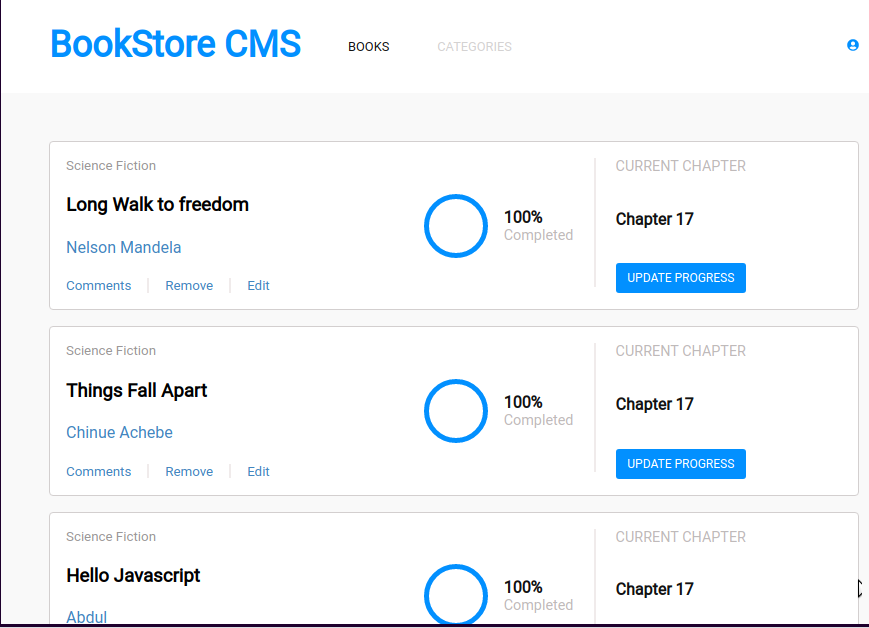 BookStore CMS BOOKS CATEGORIES
Science Fiction
Long Walk to freedom
Nelson Mandela
Comments Remove Edit
100%
Completed
CURRENT CHAPTER
Chapter 17
UPDATE PROGRESS
Science Fiction
Things Fall Apart
Chinue Achebe
Comments Remove Edit
100%
Completed
CURRENT CHAPTER
Chapter 17
UPDATE PROGRESS
Science Fiction
Hello Javascript
Abdul
100%
Completed
CURRENT CHAPTER
Chapter 17